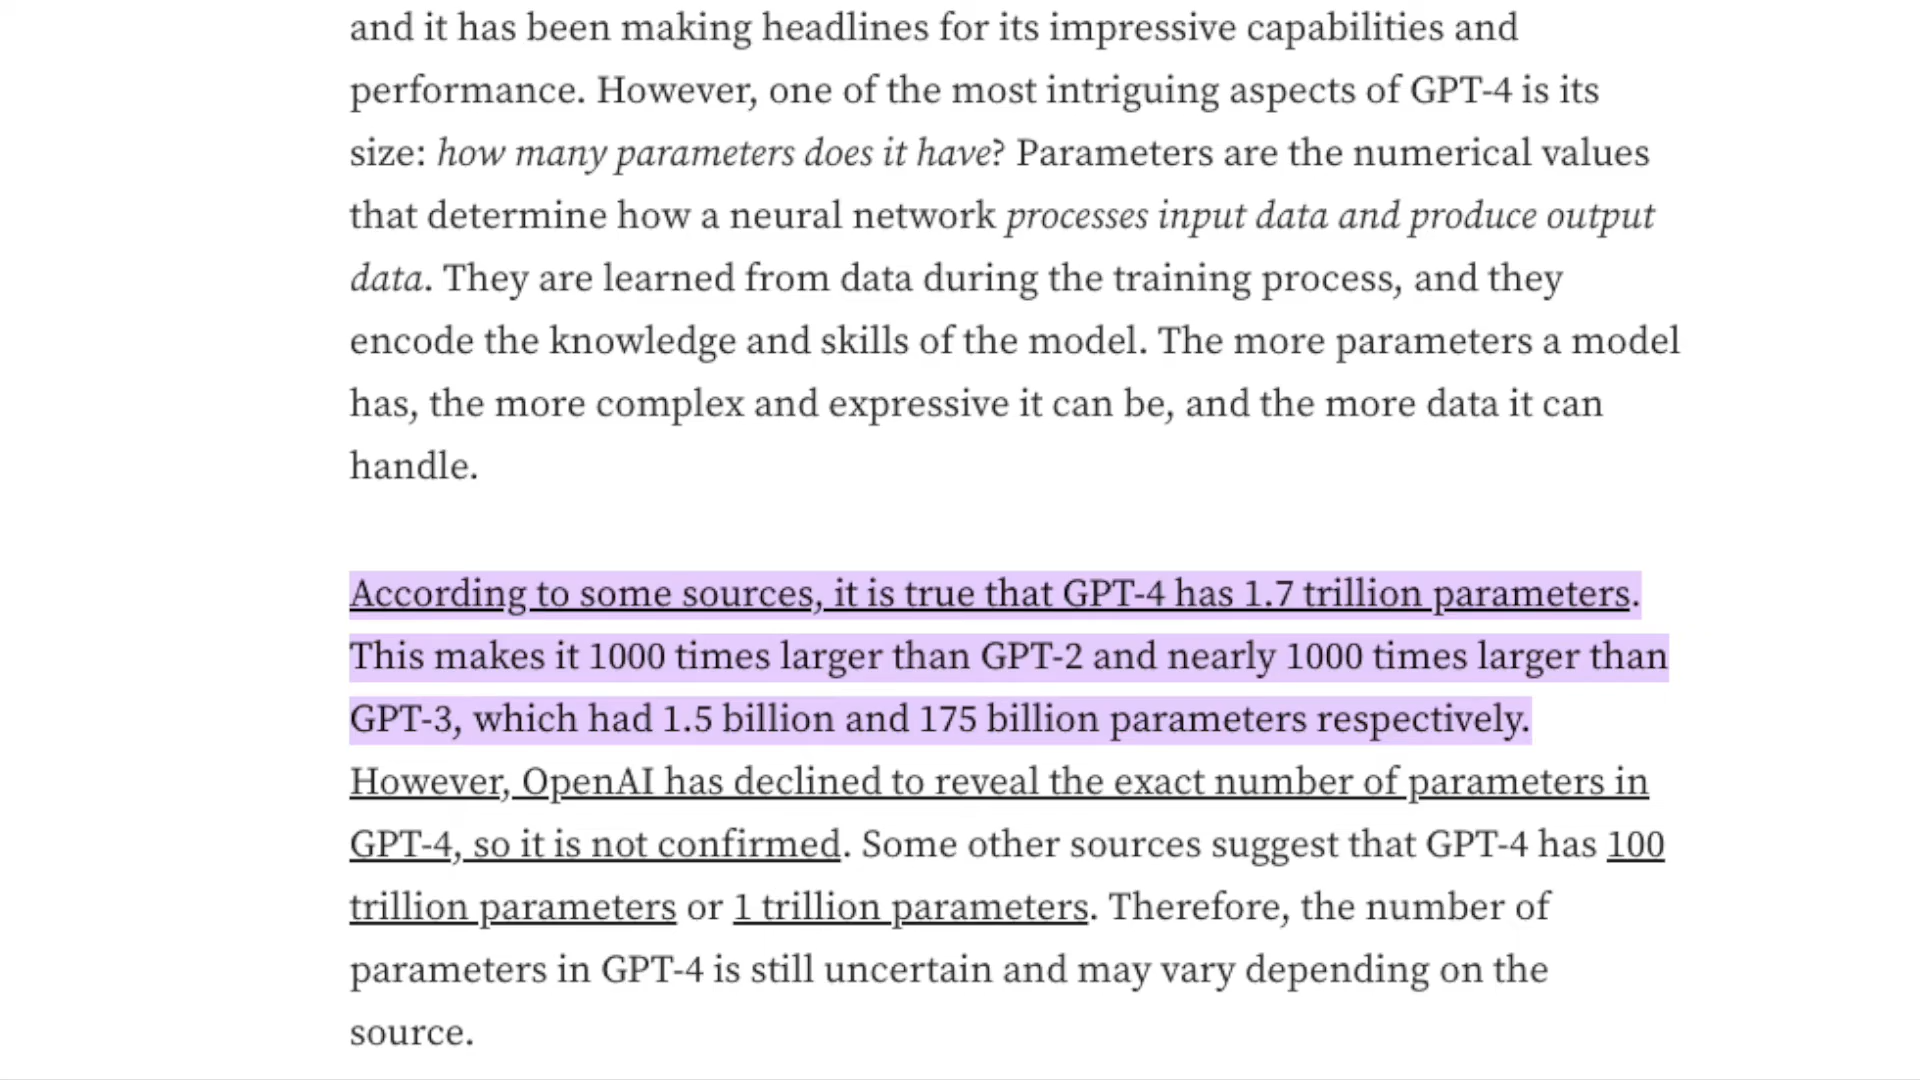 and it has been making headlines for its impressive capabilities and
performance. However, one of the most intriguing aspects of GPT-4 is its
size: how many parameters does it have? Parameters are the numerical values
that determine how a neural network processes input data and produce output
data. They are learned from data during the training process, and they
encode the knowledge and skills of the model. The more parameters a model
has, the more complex and expressive it can be, and the more data it can
handle.
According to some sources, it is true that GPT-4 has 1.7 trillion parameters.
This makes it 1000 times larger than GPT-2 and nearly 1000 times larger than
GPT-3, which had 1.5 billion and 175 billion parameters respectively.
However, OpenAI has declined to reveal the exact number of parameters in
GPT-4, so it is not confirmed. Some other sources suggest that GPT-4 has 100
trillion parameters or 1 trillion parameters. Therefore, the number of
parameters in GPT-4 is still uncertain and may vary depending on the
source.